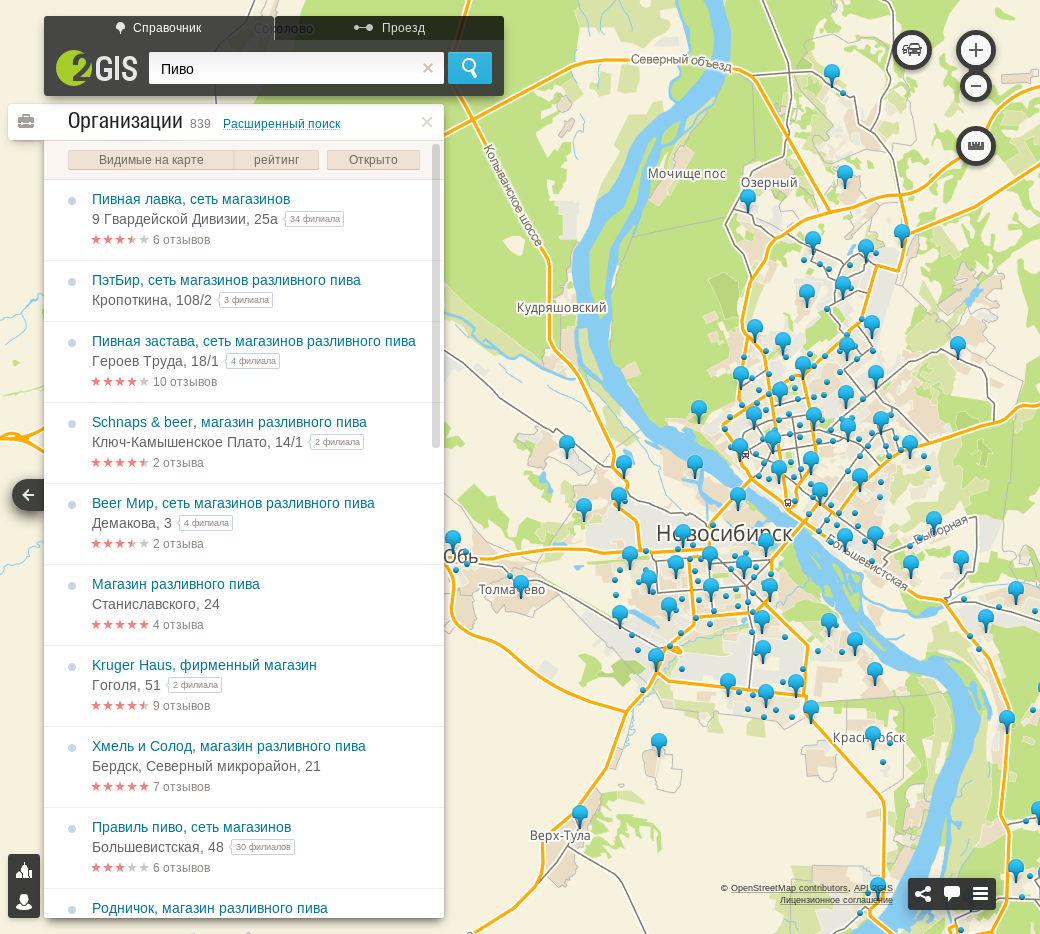 Справочник
Проезд
2GIS
Пиво
Организации 839 Расширенный поиск
Видимые на карте рейтинг Открыто
Пивная лавка, сеть магазинов
9 Гвардейской Дивизии, 25а 34 филиала
6 отзывов
ПэтБир, сеть магазинов разливного пива
Кропоткина, 108/2 3 филиала
Пивная застава, сеть магазинов разливного пива
Героев Труда, 18/1 4 филиала
10 отзывов
Schnaps & beer, магазин разливного пива
Ключ-Камышенское Плато, 14/1 2 филиала
2 отзыва
Beer Мир, сеть магазинов разливного пива
Демакова, 3 4 филиала
2 отзыва
Магазин разливного пива
Станиславского, 24
4 отзыва
Kruger Haus, фирменный магазин
Гоголя, 51 2 филиала
9 отзывов
Хмель и Солод, магазин разливного пива
Бердск, Северный микрорайон, 21
7 отзывов
Правиль пиво, сеть магазинов
Большевистская, 48 30 филиалов
6 отзывов
Родничок, магазин разливного пива
Соколово
Северный объезд
Колыванское шоссе
Мочище пос
Озерный
Кудряшовский
Новосибирск
Обь
Толмачево
Выборная
Большевистская
Краснообск
Верх-Тула
© OpenStreetMap contributors, API 2GIS
Лицензионное соглашение